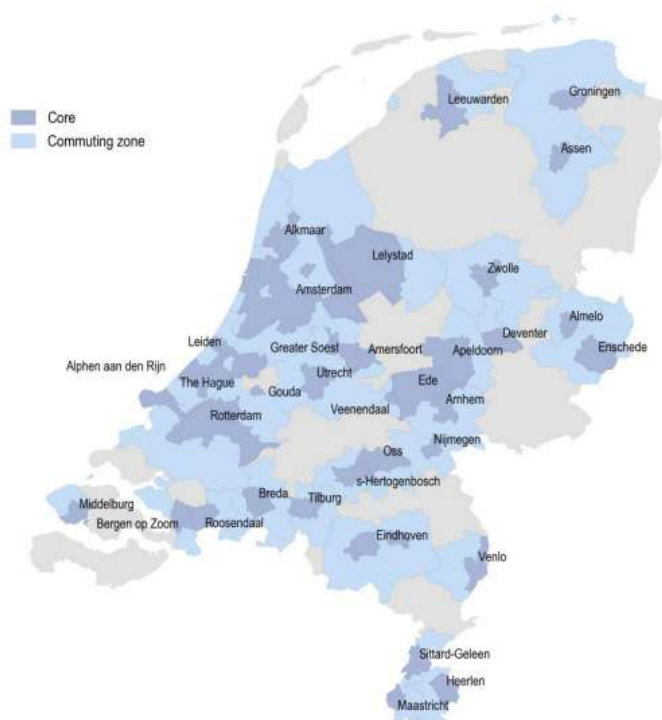 Core
Commuting zone
Leeuwarden
Groningen
Assen
Alkmaar
Lelystad
Zwolle
Amsterdam
Almelo
Deventer
Leiden
Greater Soest
Amersfoort
Apeldoorn
Enschede
Alphen aan den Rijn
Utrecht
The Hague
Ede
Gouda
Arnhem
Rotterdam
Veenendaal
Nijmegen
Oss
s-Hertogenbosch
Middelburg
Breda
Tilburg
Bergen op Zoom
Roosendaal
Eindhoven
Venlo
Sittard-Geleen
Heerlen
Maastricht